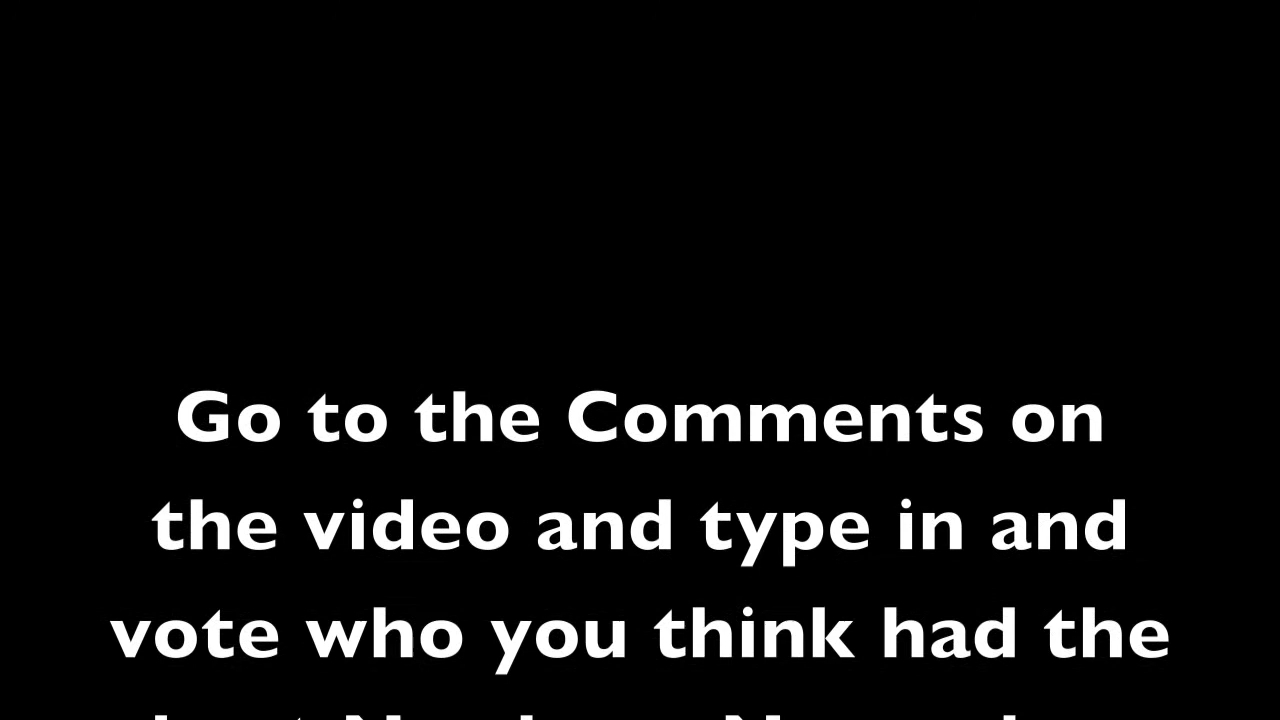 Go to the Comments on
the video and type in and
vote who you think had the